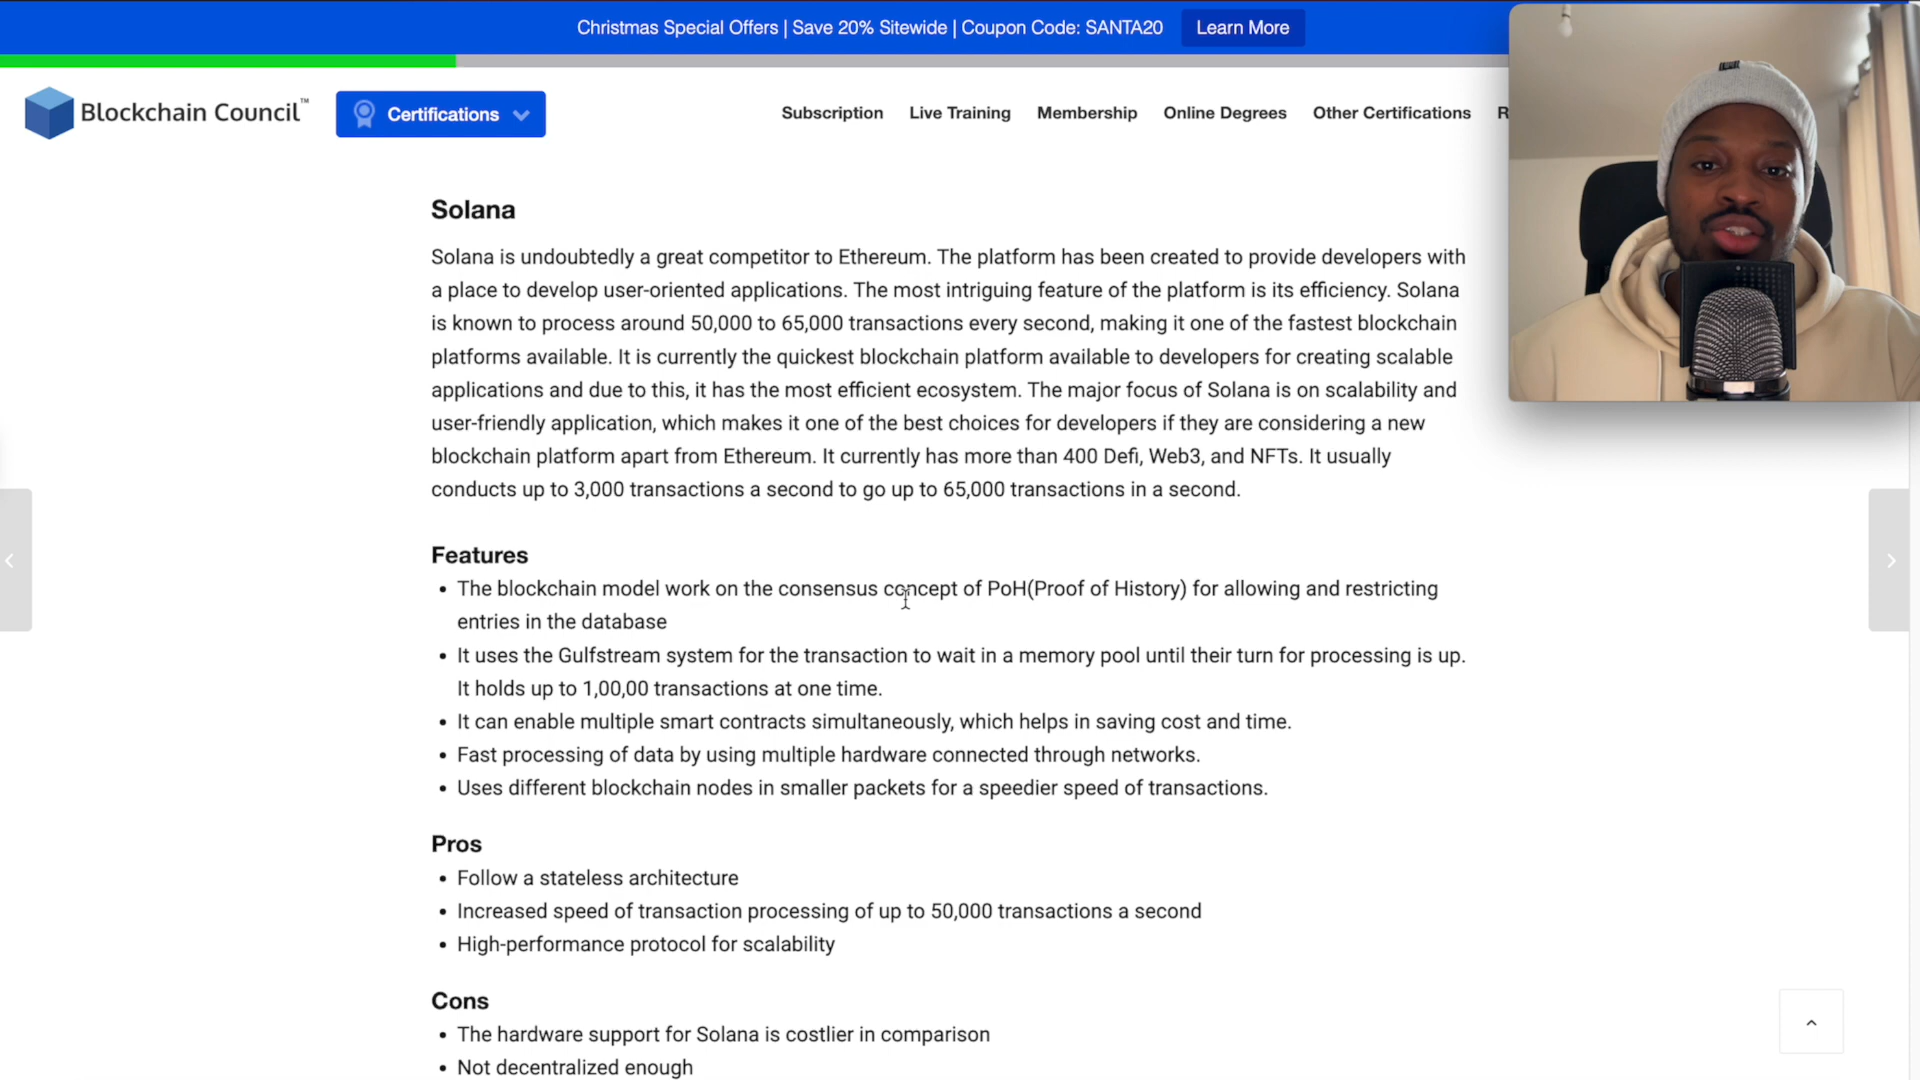 Christmas Special Offers | Save 20% Sitewide | Coupon Code: SANTA20
Learn More
Blockchain Council™
Certifications
Subscription
Live Training
Membership
Online Degrees
Other Certifications
R
Solana
Solana is undoubtedly a great competitor to Ethereum. The platform has been created to provide developers with
a place to develop user-oriented applications. The most intriguing feature of the platform is its efficiency. Solana
is known to process around 50,000 to 65,000 transactions every second, making it one of the fastest blockchain
platforms available. It is currently the quickest blockchain platform available to developers for creating scalable
applications and due to this, it has the most efficient ecosystem. The major focus of Solana is on scalability and
user-friendly application, which makes it one of the best choices for developers if they are considering a new
blockchain platform apart from Ethereum. It currently has more than 400 Defi, Web3, and NFTs. It usually
conducts up to 3,000 transactions a second to go up to 65,000 transactions in a second.
Features
• The blockchain model work on the consensus concept of PoH(Proof of History) for allowing and restricting
entries in the database
• It uses the Gulfstream system for the transaction to wait in a memory pool until their turn for processing is up.
It holds up to 1,00,00 transactions at one time.
• It can enable multiple smart contracts simultaneously, which helps in saving cost and time.
• Fast processing of data by using multiple hardware connected through networks.
• Uses different blockchain nodes in smaller packets for a speedier speed of transactions.
Pros
• Follow a stateless architecture
• Increased speed of transaction processing of up to 50,000 transactions a second
• High-performance protocol for scalability
Cons
• The hardware support for Solana is costlier in comparison
• Not decentralized enough